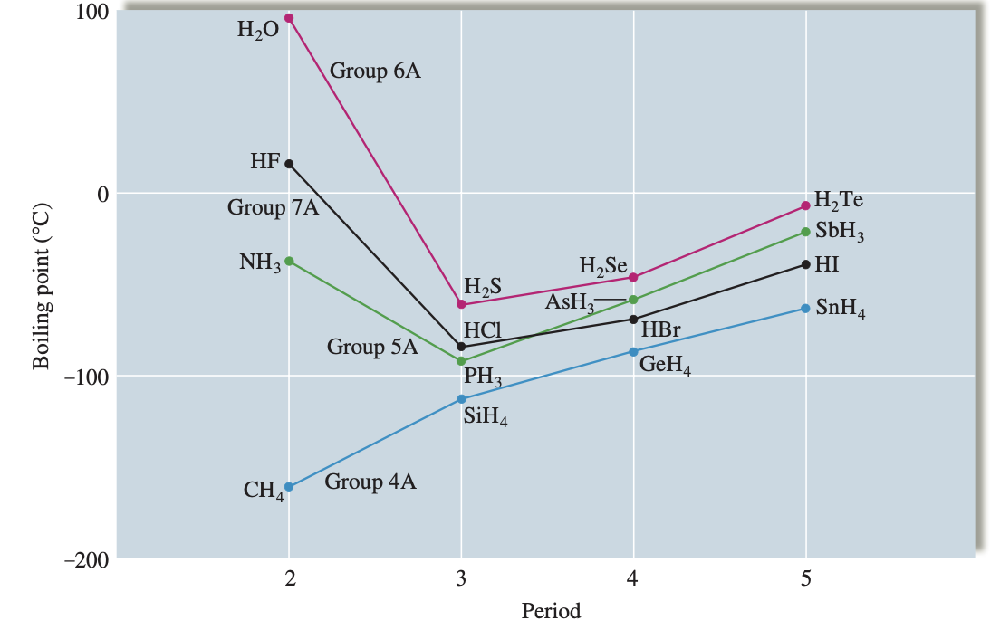 100
H₂O
Group 6A
HF
0
Group 7A
H₂Te
SbH₃
NH₃
H₂Se
HI
H₂S
AsH₃
SnH₄
HCl
HBr
Group 5A
GeH₄
–100
PH₃
SiH₄
CH₄
Group 4A
–200
2
3
4
5
Period
Boiling point (°C)